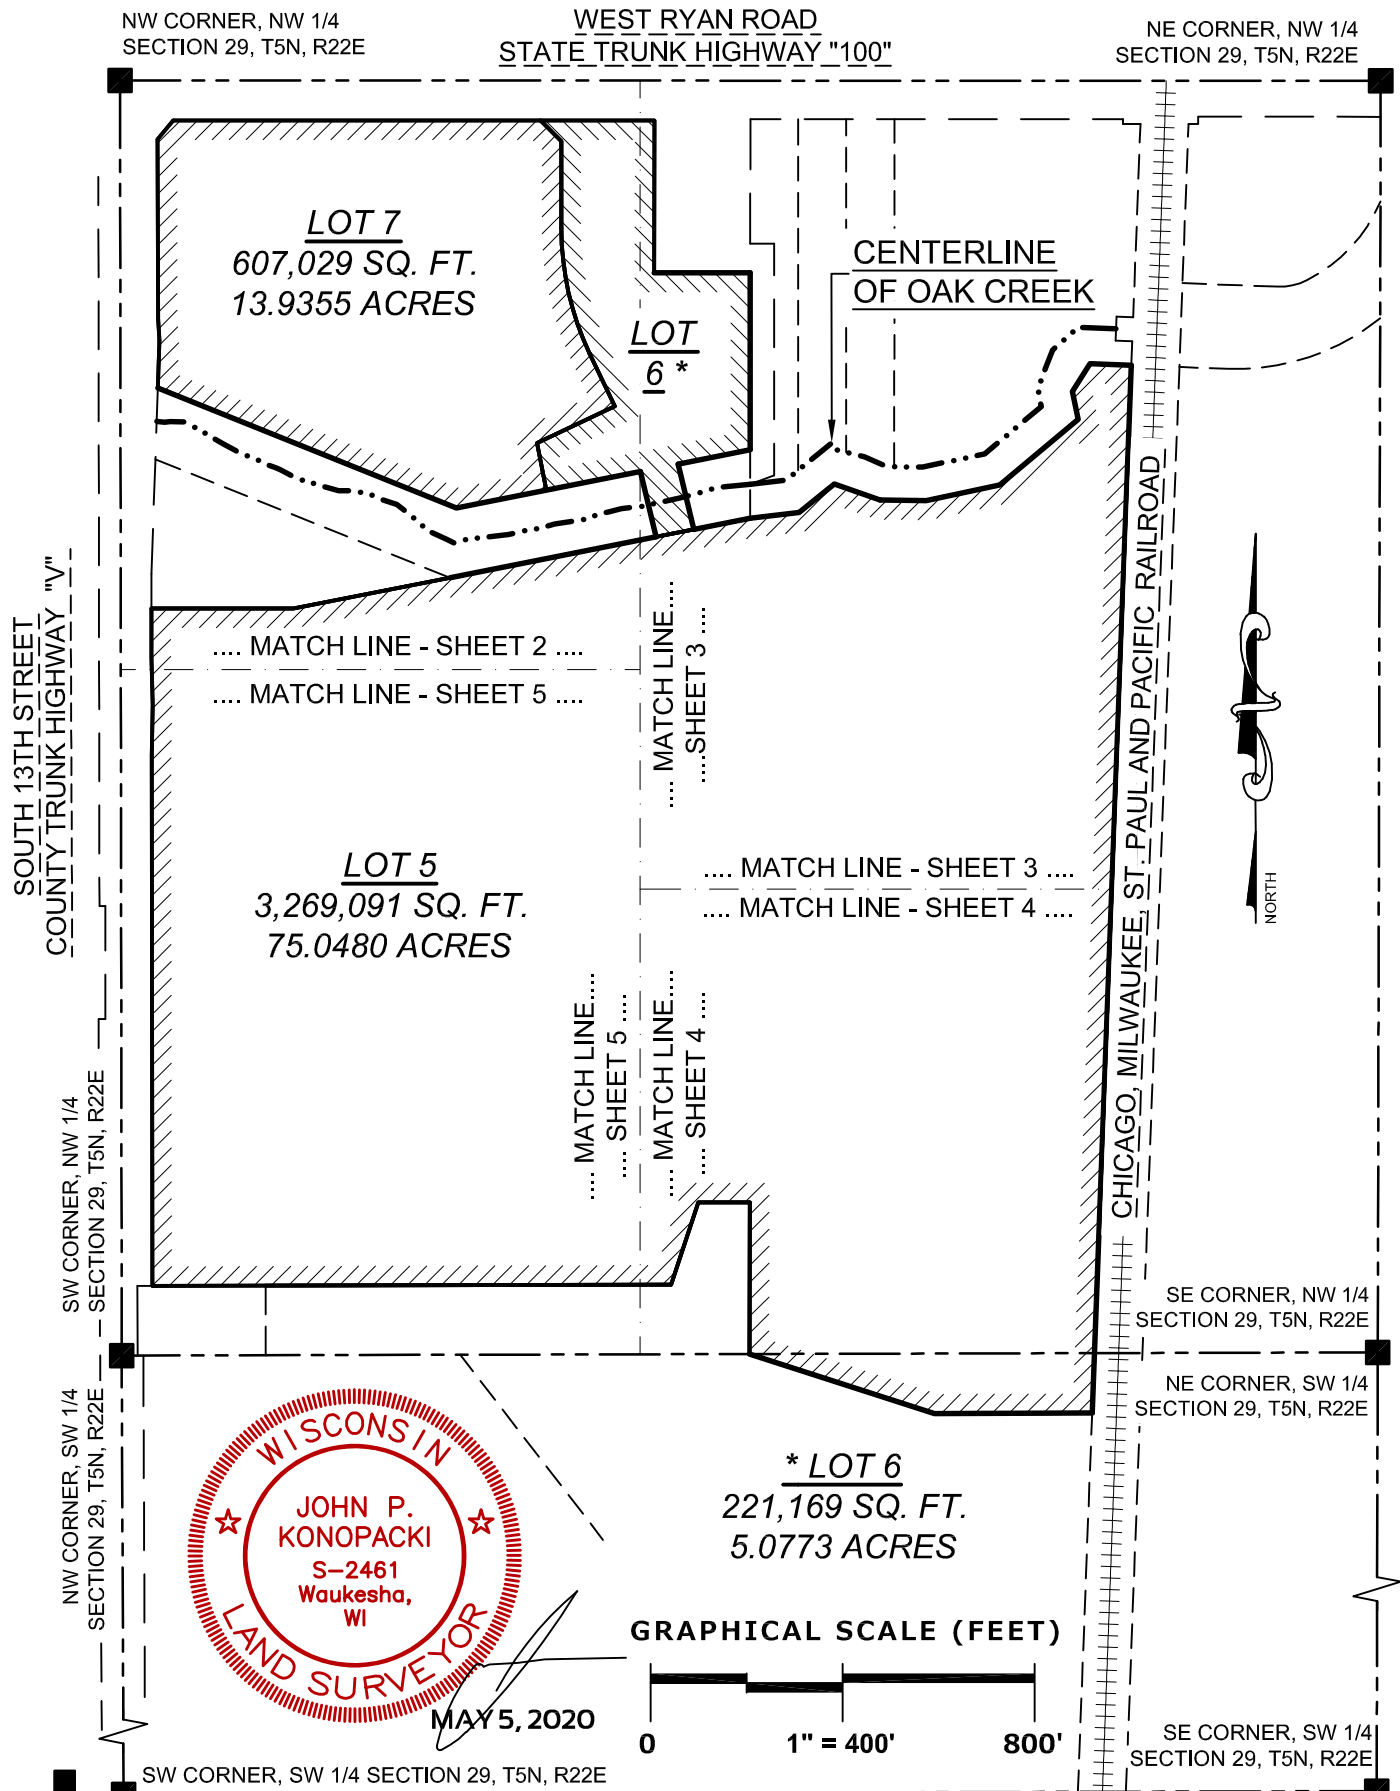 NW CORNER, NW 1/4
SECTION 29, T5N, R22E
WEST RYAN ROAD
STATE TRUNK HIGHWAY "100"
NE CORNER, NW 1/4
SECTION 29, T5N, R22E
LOT 7
607,029 SQ. FT.
13.9355 ACRES
LOT
6 *
CENTERLINE
OF OAK CREEK
SOUTH 13TH STREET
COUNTY TRUNK HIGHWAY "V"
.... MATCH LINE - SHEET 2 ....
.... MATCH LINE - SHEET 5 ....
.... MATCH LINE....
....SHEET 3 ....
CHICAGO, MILWAUKEE, ST. PAUL AND PACIFIC RAILROAD
NORTH
LOT 5
3,269,091 SQ. FT.
75.0480 ACRES
.... MATCH LINE - SHEET 3 ....
.... MATCH LINE - SHEET 4 ....
.... MATCH LINE....
.... SHEET 5 ....
.... MATCH LINE....
.... SHEET 4 ....
SW CORNER, NW 1/4
SECTION 29, T5N, R22E
SE CORNER, NW 1/4
SECTION 29, T5N, R22E
NE CORNER, SW 1/4
SECTION 29, T5N, R22E
NW CORNER, SW 1/4
SECTION 29, T5N, R22E
WISCONSIN
JOHN P.
KONOPACKI
S-2461
Waukesha,
WI
LAND SURVEYOR
MAY 5, 2020
* LOT 6
221,169 SQ. FT.
5.0773 ACRES
GRAPHICAL SCALE (FEET)
0 1" = 400' 800'
SE CORNER, SW 1/4
SECTION 29, T5N, R22E
SW CORNER, SW 1/4 SECTION 29, T5N, R22E